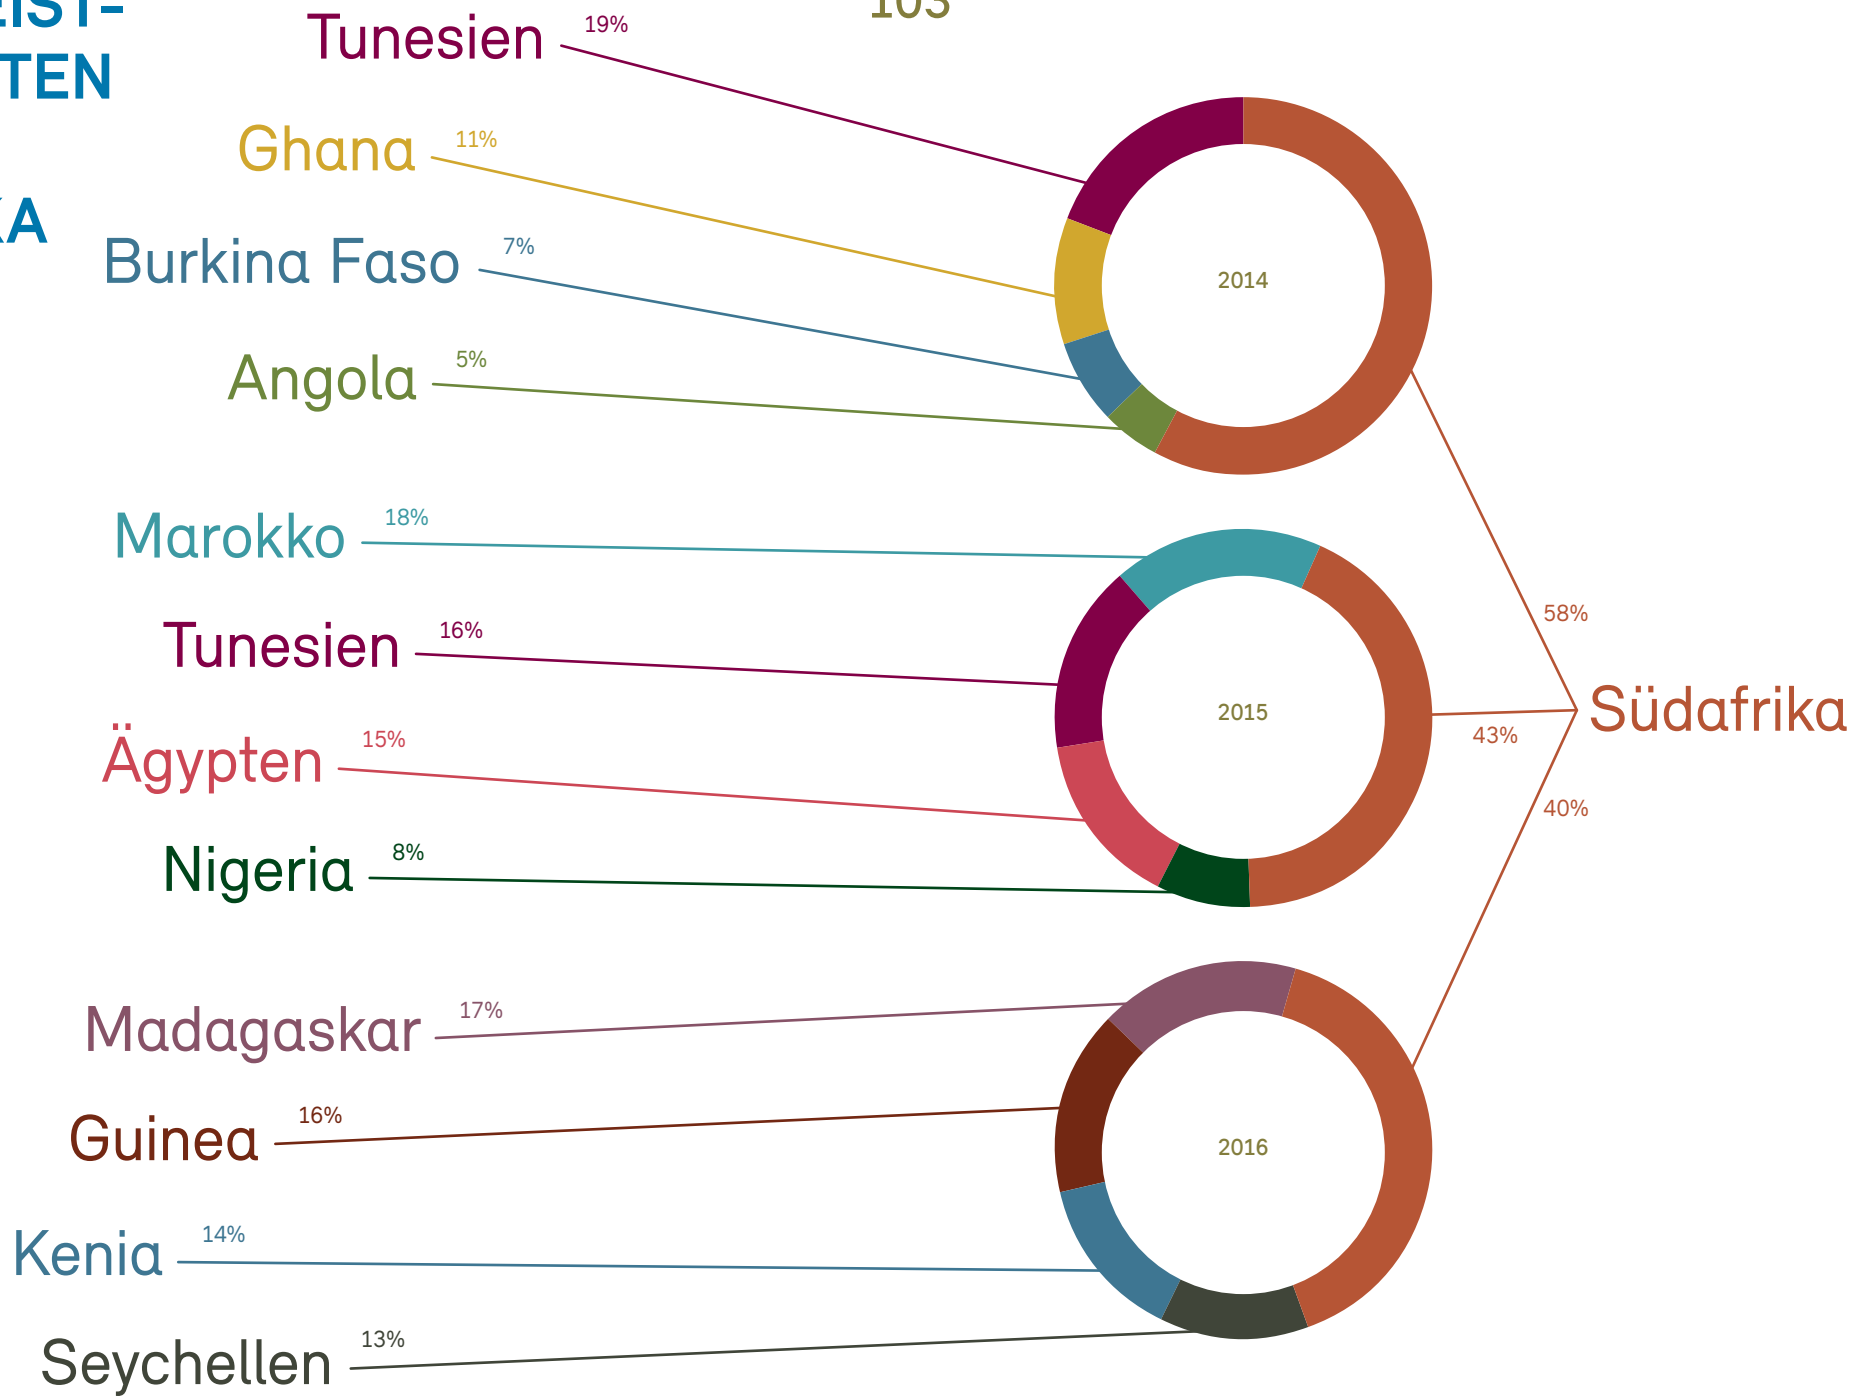 103
Tunesien 19%
Ghana 11%
Burkina Faso 7%
Angola 5%
2014
Marokko 18%
Tunesien 16%
Ägypten 15%
Nigeria 8%
2015
58%
Südafrika
43%
40%
Madagaskar 17%
Guinea 16%
Kenia 14%
Seychellen 13%
2016